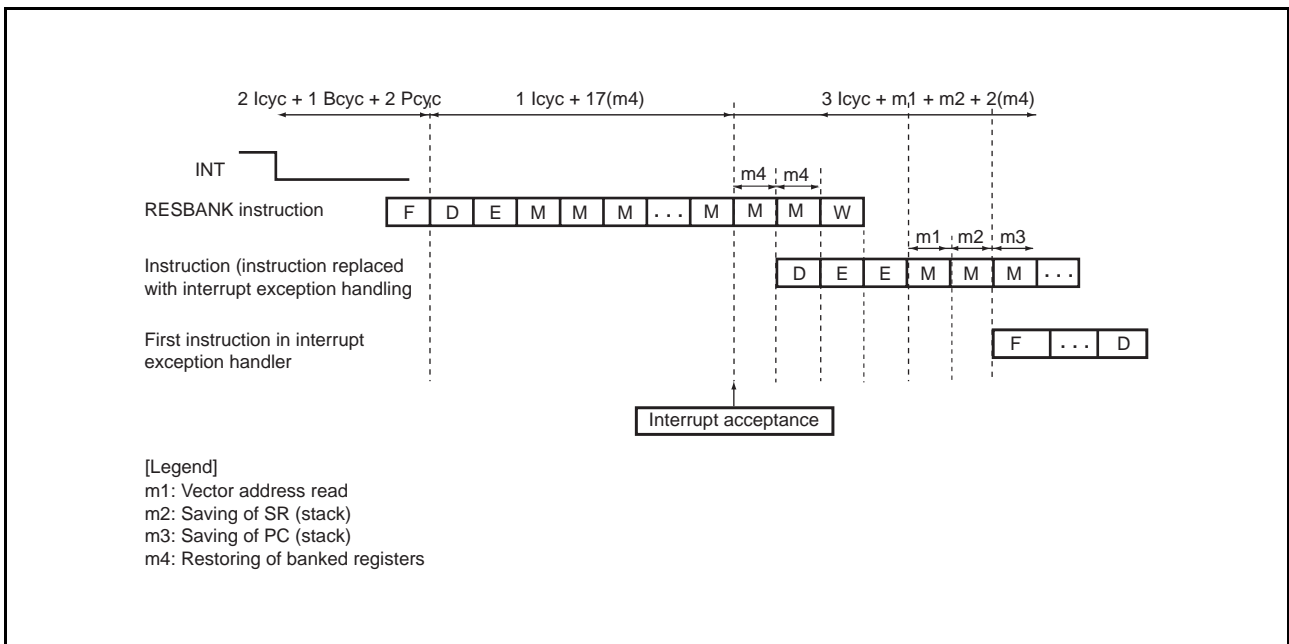 2 Icyc + 1 Bcyc + 2 Pcyc 1 Icyc + 17(m4) 3 Icyc + m1 + m2 + 2(m4)
INT
m4 m4
RESBANK instruction F D E M M M . . . M M M W
m1 m2 m3
Instruction (instruction replaced
with interrupt exception handling
D E E M M M . . .
First instruction in interrupt
exception handler
F . . . D
Interrupt acceptance
[Legend]
m1: Vector address read
m2: Saving of SR (stack)
m3: Saving of PC (stack)
m4: Restoring of banked registers